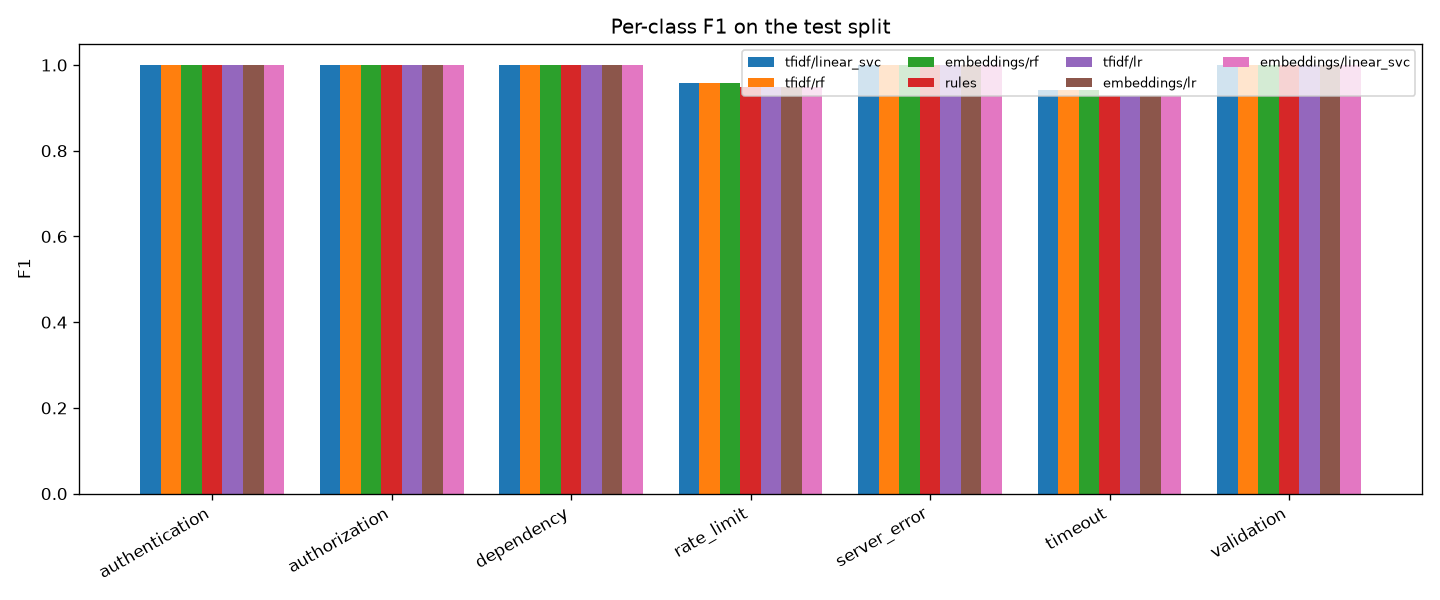 Per-class F1 on the test split
tfidf/linear_svc embeddings/rf tfidf/lr embeddings/linear_svc
tfidf/rf rules embeddings/lr
1.0
0.8
0.6
0.4
0.2
0.0
F1
authentication authorization dependency rate_limit server_error timeout validation